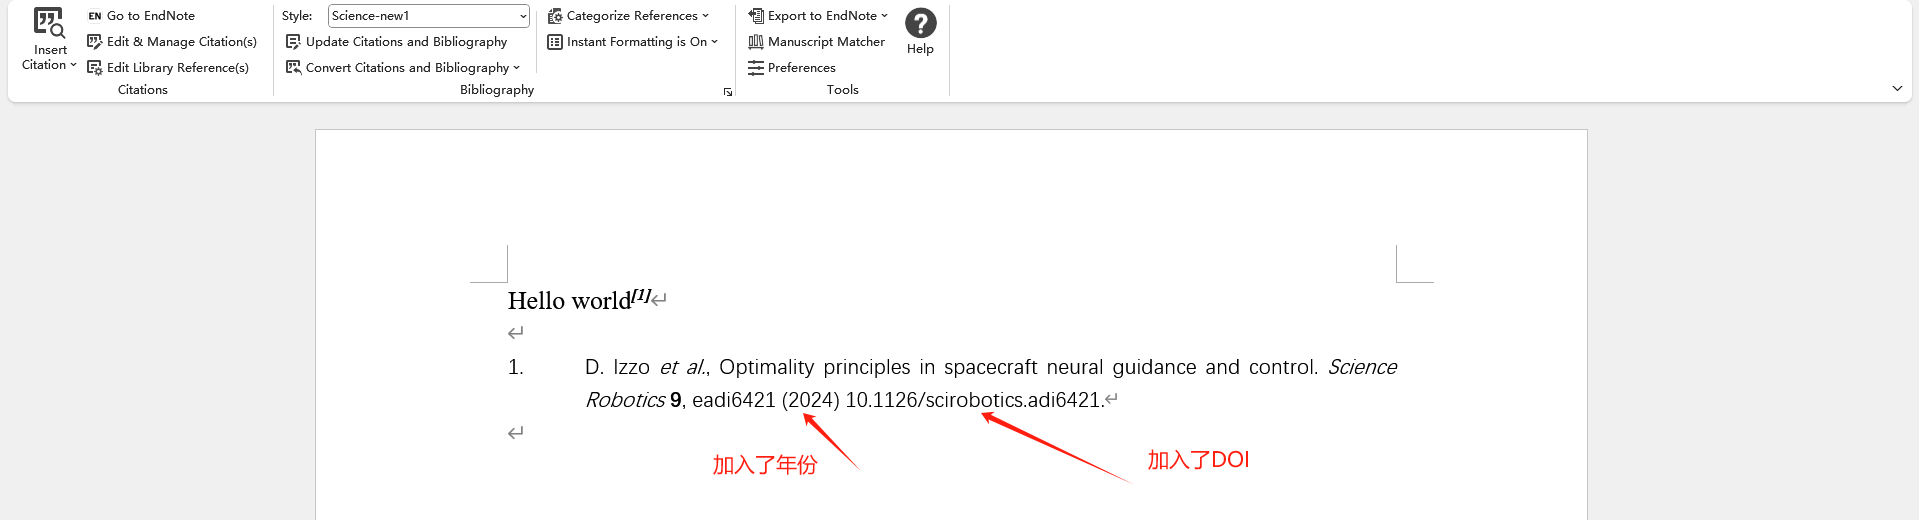 Insert
Citation
EN Go to EndNote
Edit & Manage Citation(s)
Edit Library Reference(s)
Citations
Style: Science-new1
Update Citations and Bibliography
Convert Citations and Bibliography
Categorize References
Instant Formatting is On
Bibliography
Export to EndNote
Manuscript Matcher
Preferences
Tools
? Help
Hello world[1]↵
↵
1. D. Izzo et al., Optimality principles in spacecraft neural guidance and control. Science
Robotics 9, eadi6421 (2024) 10.1126/scirobotics.adi6421.↵
↵
加入了年份
加入了DOI